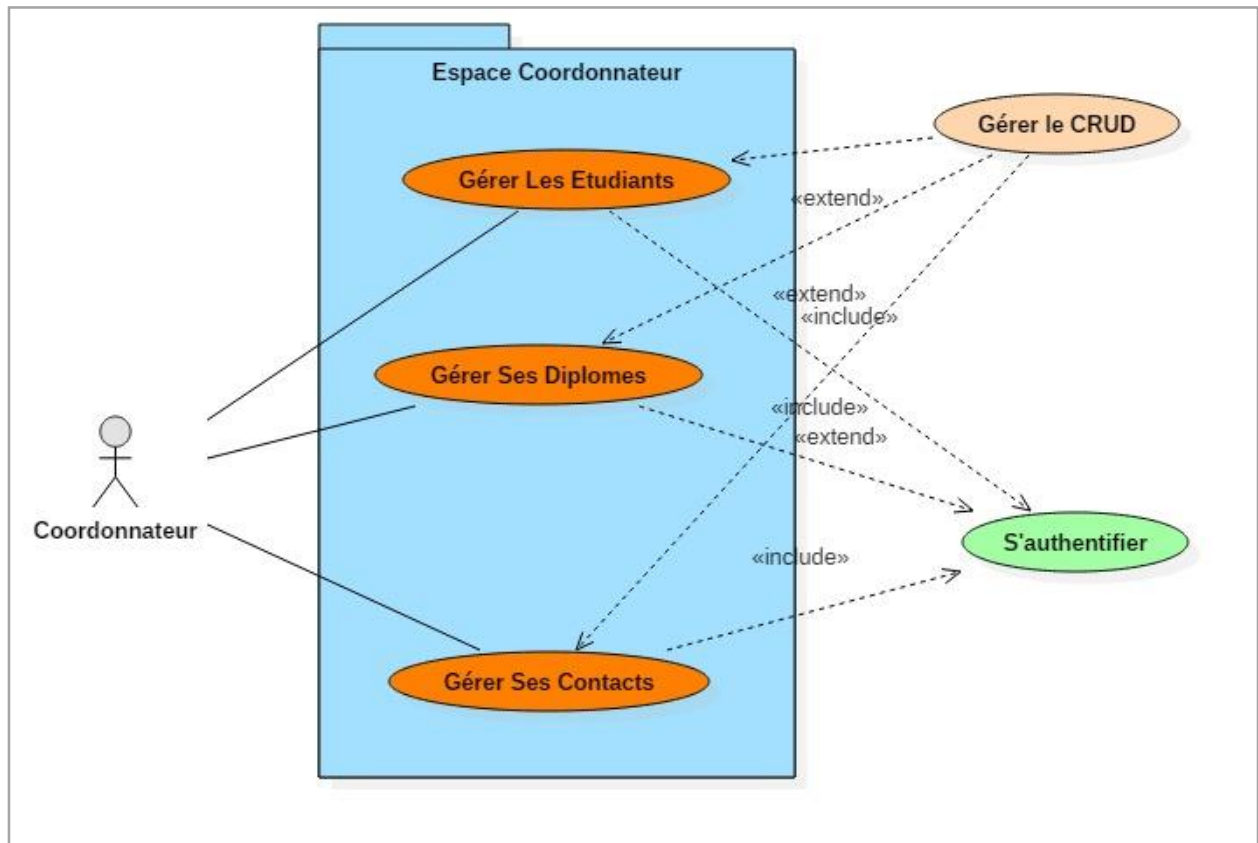 Espace Coordonnateur
Gérer le CRUD
Gérer Les Etudiants
«extend»
«extend»
«include»
Gérer Ses Diplomes
«include»
«extend»
Coordonnateur
S'authentifier
«include»
Gérer Ses Contacts